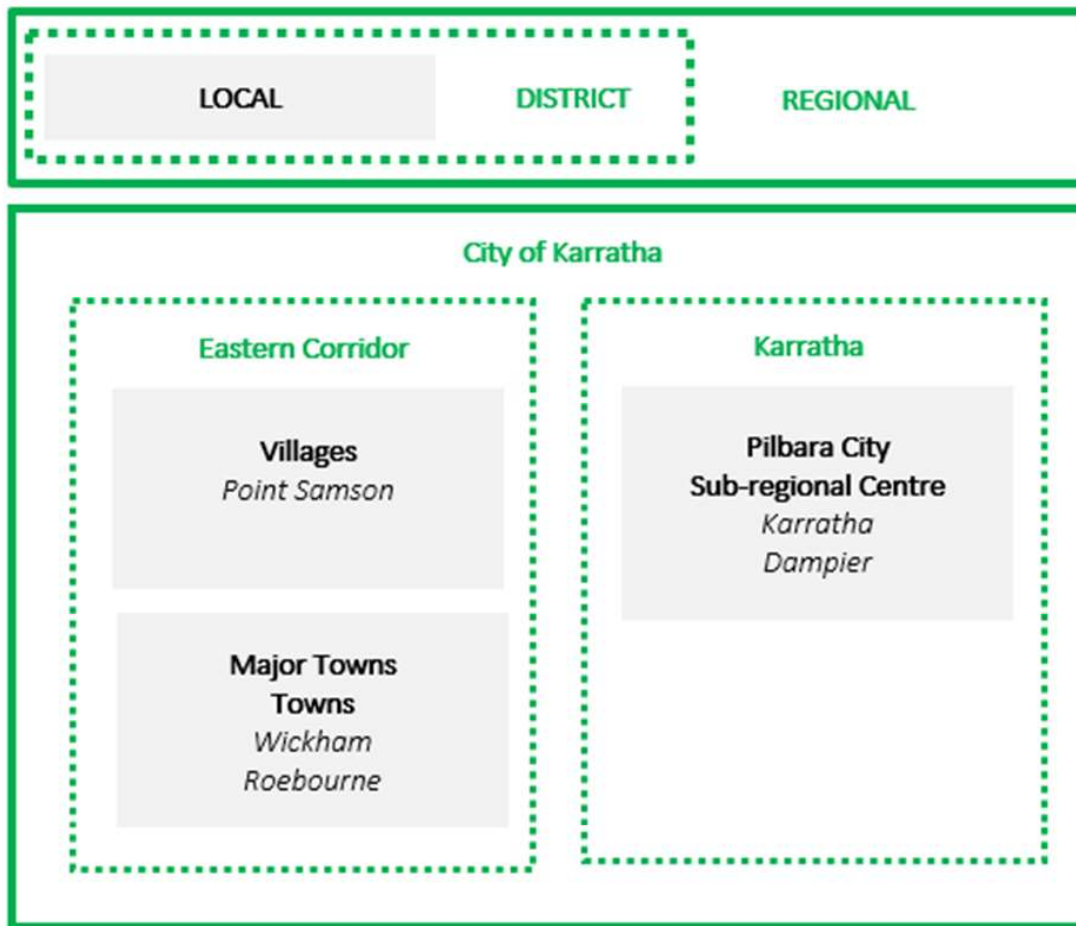 LOCAL DISTRICT REGIONAL
City of Karratha
Eastern Corridor
Villages
Point Samson
Major Towns
Towns
Wickham
Roebourne
Karratha
Pilbara City
Sub-regional Centre
Karratha
Dampier